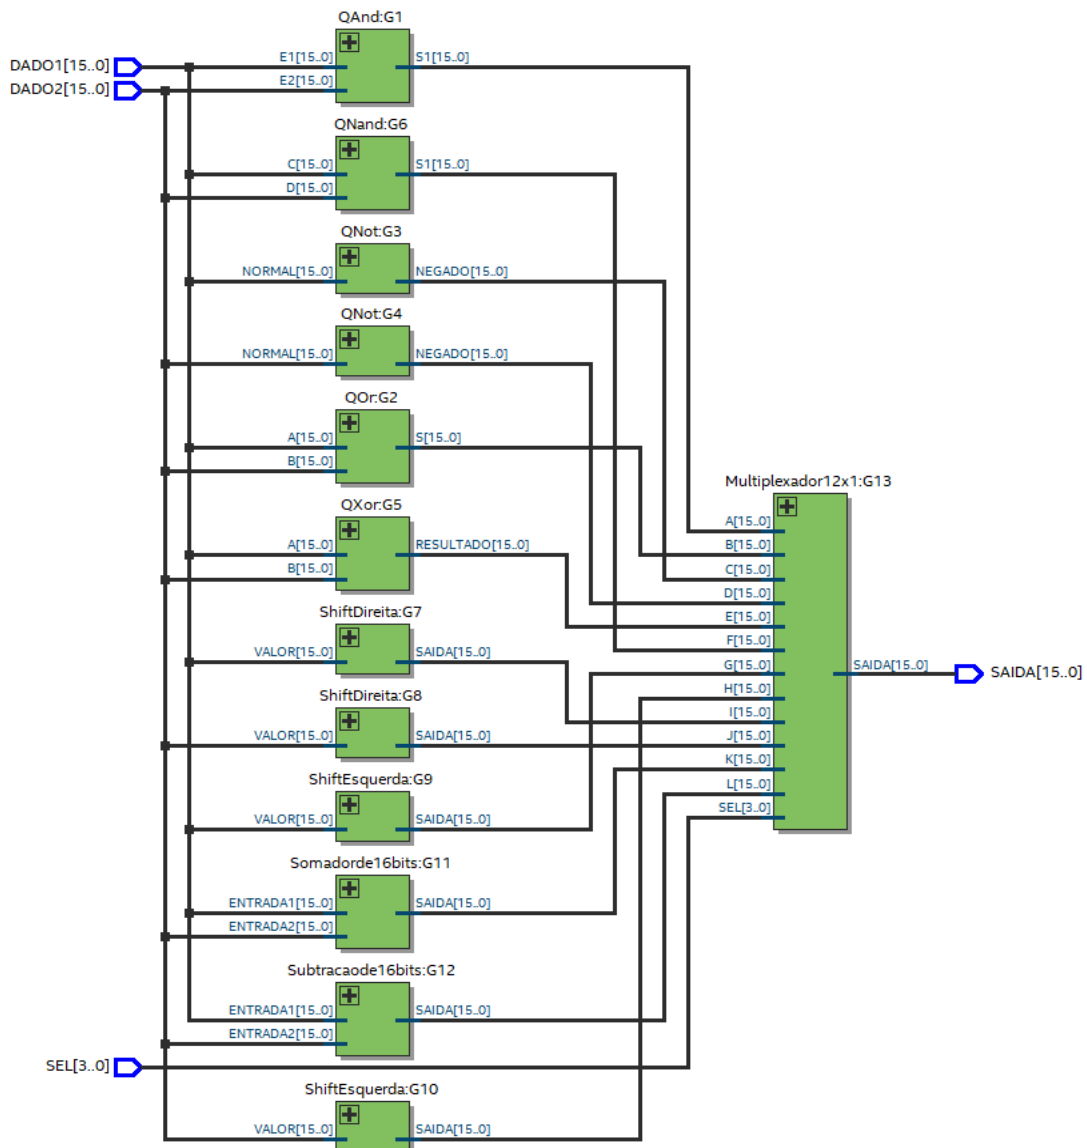 QAnd:G1
DADO1[15..0]
DADO2[15..0]
E1[15..0]
E2[15..0]
S1[15..0]
QNand:G6
C[15..0]
D[15..0]
S1[15..0]
QNot:G3
NORMAL[15..0]
NEGADO[15..0]
QNot:G4
NORMAL[15..0]
NEGADO[15..0]
QOr:G2
A[15..0]
B[15..0]
S[15..0]
QXor:G5
A[15..0]
B[15..0]
RESULTADO[15..0]
ShiftDireita:G7
VALOR[15..0]
SAIDA[15..0]
ShiftDireita:G8
VALOR[15..0]
SAIDA[15..0]
ShiftEsquerda:G9
VALOR[15..0]
SAIDA[15..0]
Somadorde16bits:G11
ENTRADA1[15..0]
ENTRADA2[15..0]
SAIDA[15..0]
Subtracaode16bits:G12
ENTRADA1[15..0]
ENTRADA2[15..0]
SAIDA[15..0]
SEL[3..0]
ShiftEsquerda:G10
VALOR[15..0]
SAIDA[15..0]
Multiplexador12x1:G13
A[15..0]
B[15..0]
C[15..0]
D[15..0]
E[15..0]
F[15..0]
G[15..0]
H[15..0]
I[15..0]
J[15..0]
K[15..0]
L[15..0]
SEL[3..0]
SAIDA[15..0]
SAIDA[15..0]